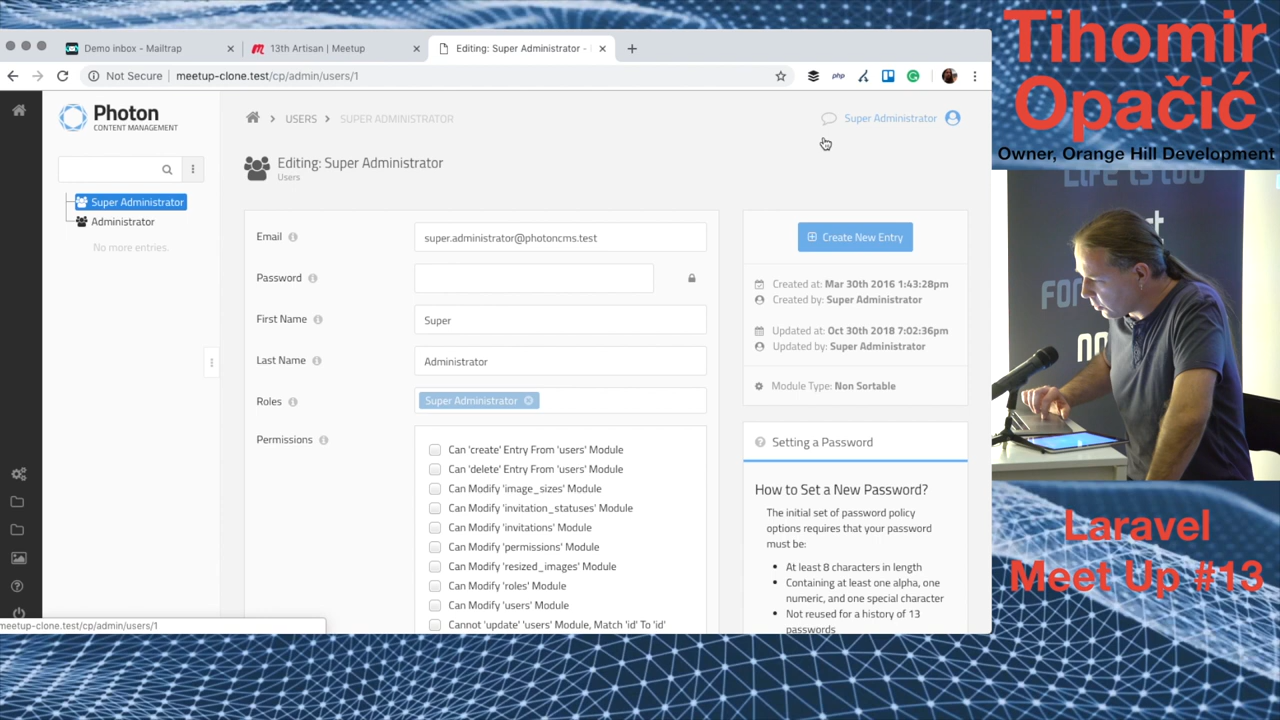 Demo inbox - Mailtrap
13th Artisan | Meetup
Editing: Super Administrator -
Not Secure
meetup-clone.test/cp/admin/users/1
php
Photon
CONTENT MANAGEMENT
USERS
SUPER ADMINISTRATOR
Super Administrator
Editing: Super Administrator
Users
Super Administrator
Administrator
No more entries.
Email
super.administrator@photoncms.test
Password
First Name
Super
Last Name
Administrator
Roles
Super Administrator
Permissions
Can 'create' Entry From 'users' Module
Can 'delete' Entry From 'users' Module
Can Modify 'image_sizes' Module
Can Modify 'invitation_statuses' Module
Can Modify 'invitations' Module
Can Modify 'permissions' Module
Can Modify 'resized_images' Module
Can Modify 'roles' Module
Can Modify 'users' Module
Cannot 'update' 'users' Module, Match 'id' To 'id'
Create New Entry
Created at: Mar 30th 2016 1:43:28pm
Created by: Super Administrator
Updated at: Oct 30th 2018 7:02:36pm
Updated by: Super Administrator
Module Type: Non Sortable
Setting a Password
How to Set a New Password?
The initial set of password policy
options requires that your password
must be:
At least 8 characters in length
Containing at least one alpha, one
numeric, and one special character
Not reused for a history of 13
passwords
meetup-clone.test/cp/admin/users/1
Tihomir
Opačić
Owner, Orange Hill Development
LIFE IS TOO
Laravel
Meet Up #13